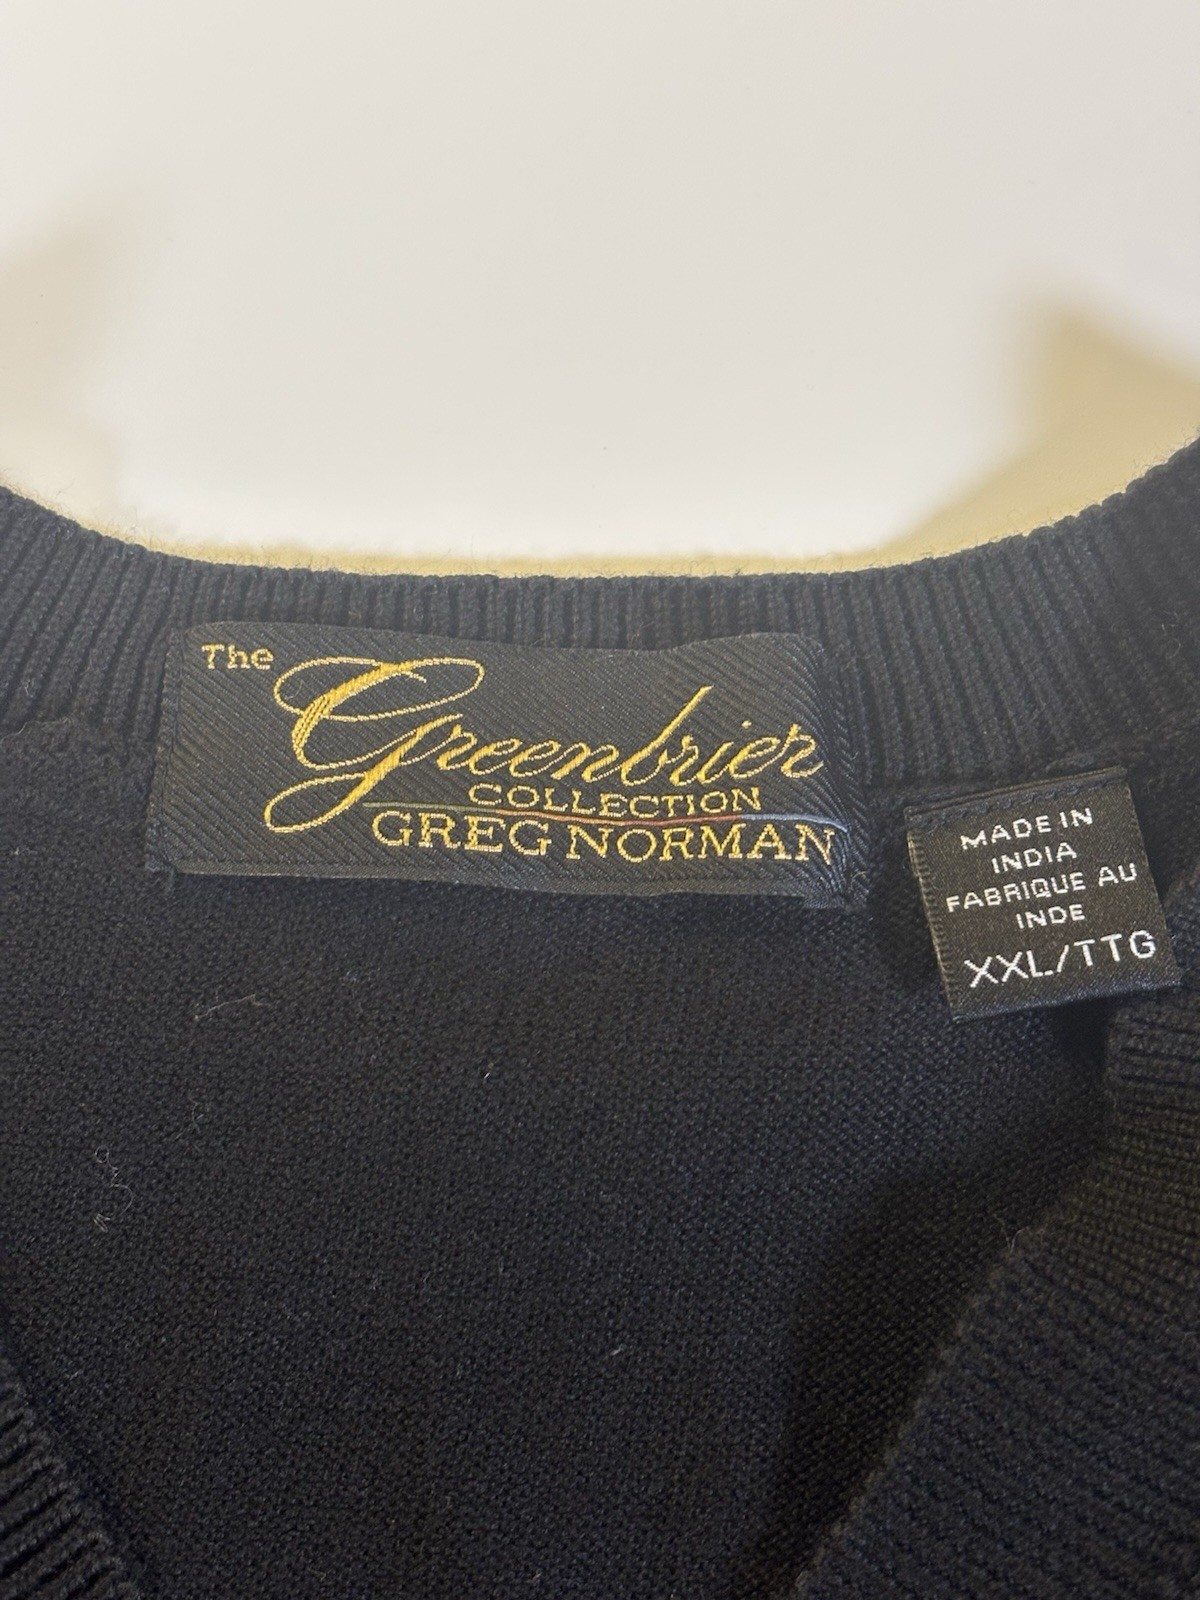 The
Greenbrier
COLLECTION
GREG NORMAN
MADE IN
INDIA
FABRIQUE AU
INDE
XXL/TTG